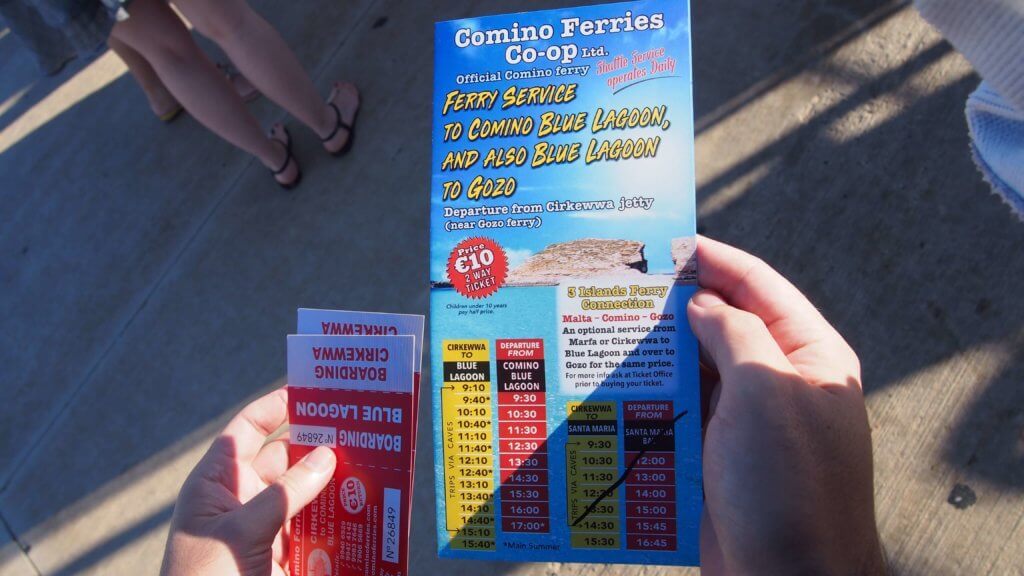 Comino Ferries
Co-op Ltd.
Official Comino ferry
Shuttle Service
operates Daily
FERRY SERVICE
TO COMINO BLUE LAGOON,
AND ALSO BLUE LAGOON
TO GOZO
Departure from Cirkewwa jetty
(near Gozo ferry)
Price
€10
2 WAY
TICKET
Children under 10 years
pay half price.
3 Islands Ferry
Connection
Malta - Comino - Gozo
An optional service from
Marfa or Cirkewwa to
Blue Lagoon and over to
Gozo for the same price.
For more info ask at Ticket Office
prior to buying your ticket.
CIRKEWWA
TO
BLUE
LAGOON
TRIPS VIA CAVES
9:10
9:40*
10:10
10:40*
11:10
11:40*
12:10
12:40*
13:10
13:40*
14:10
14:40*
15:10
15:40*
DEPARTURE
FROM
COMINO
BLUE
LAGOON
9:30
10:30
11:30
12:30
13:30
14:30
15:30
16:00
17:00*
*Main Summer
CIRKEWWA
TO
SANTA MARIA
TRIPS VIA CAVES
9:30
10:30
11:30
12:30
14:30
15:30
DEPARTURE
FROM
SANTA MARIA
12:00
13:00
14:00
15:00
15:45
16:45
BOARDING
CIRKEWWA
BOARDING
CIRKEWWA
BOARDING
BLUE LAGOON
Nº 26849
CIRKEWWA
TO COMINO
BLUE LAGOON
PRICE
€10
Nº 26849